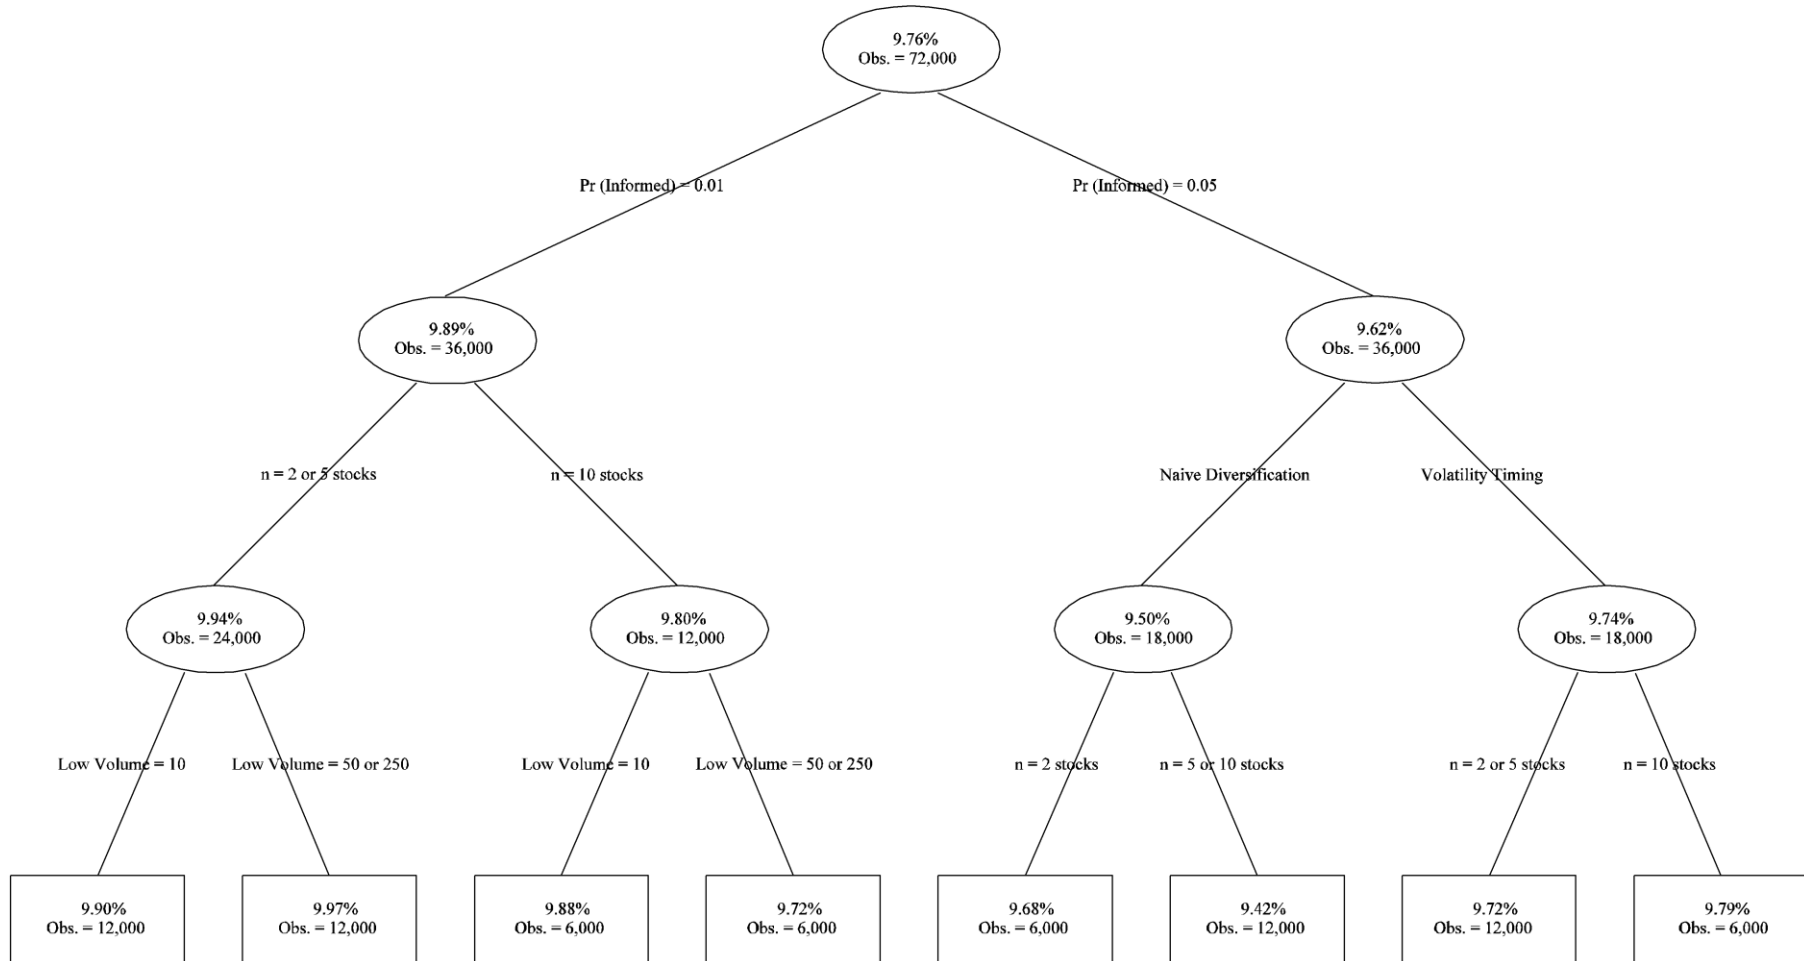 9.76%
Obs. = 72,000
Pr (Informed) = 0.01
Pr (Informed) = 0.05
9.89%
Obs. = 36,000
9.62%
Obs. = 36,000
n = 2 or 5 stocks
n = 10 stocks
Naive Diversification
Volatility Timing
9.94%
Obs. = 24,000
9.80%
Obs. = 12,000
9.50%
Obs. = 18,000
9.74%
Obs. = 18,000
Low Volume = 10
Low Volume = 50 or 250
Low Volume = 10
Low Volume = 50 or 250
n = 2 stocks
n = 5 or 10 stocks
n = 2 or 5 stocks
n = 10 stocks
9.90%
Obs. = 12,000
9.97%
Obs. = 12,000
9.88%
Obs. = 6,000
9.72%
Obs. = 6,000
9.68%
Obs. = 6,000
9.42%
Obs. = 12,000
9.72%
Obs. = 12,000
9.79%
Obs. = 6,000